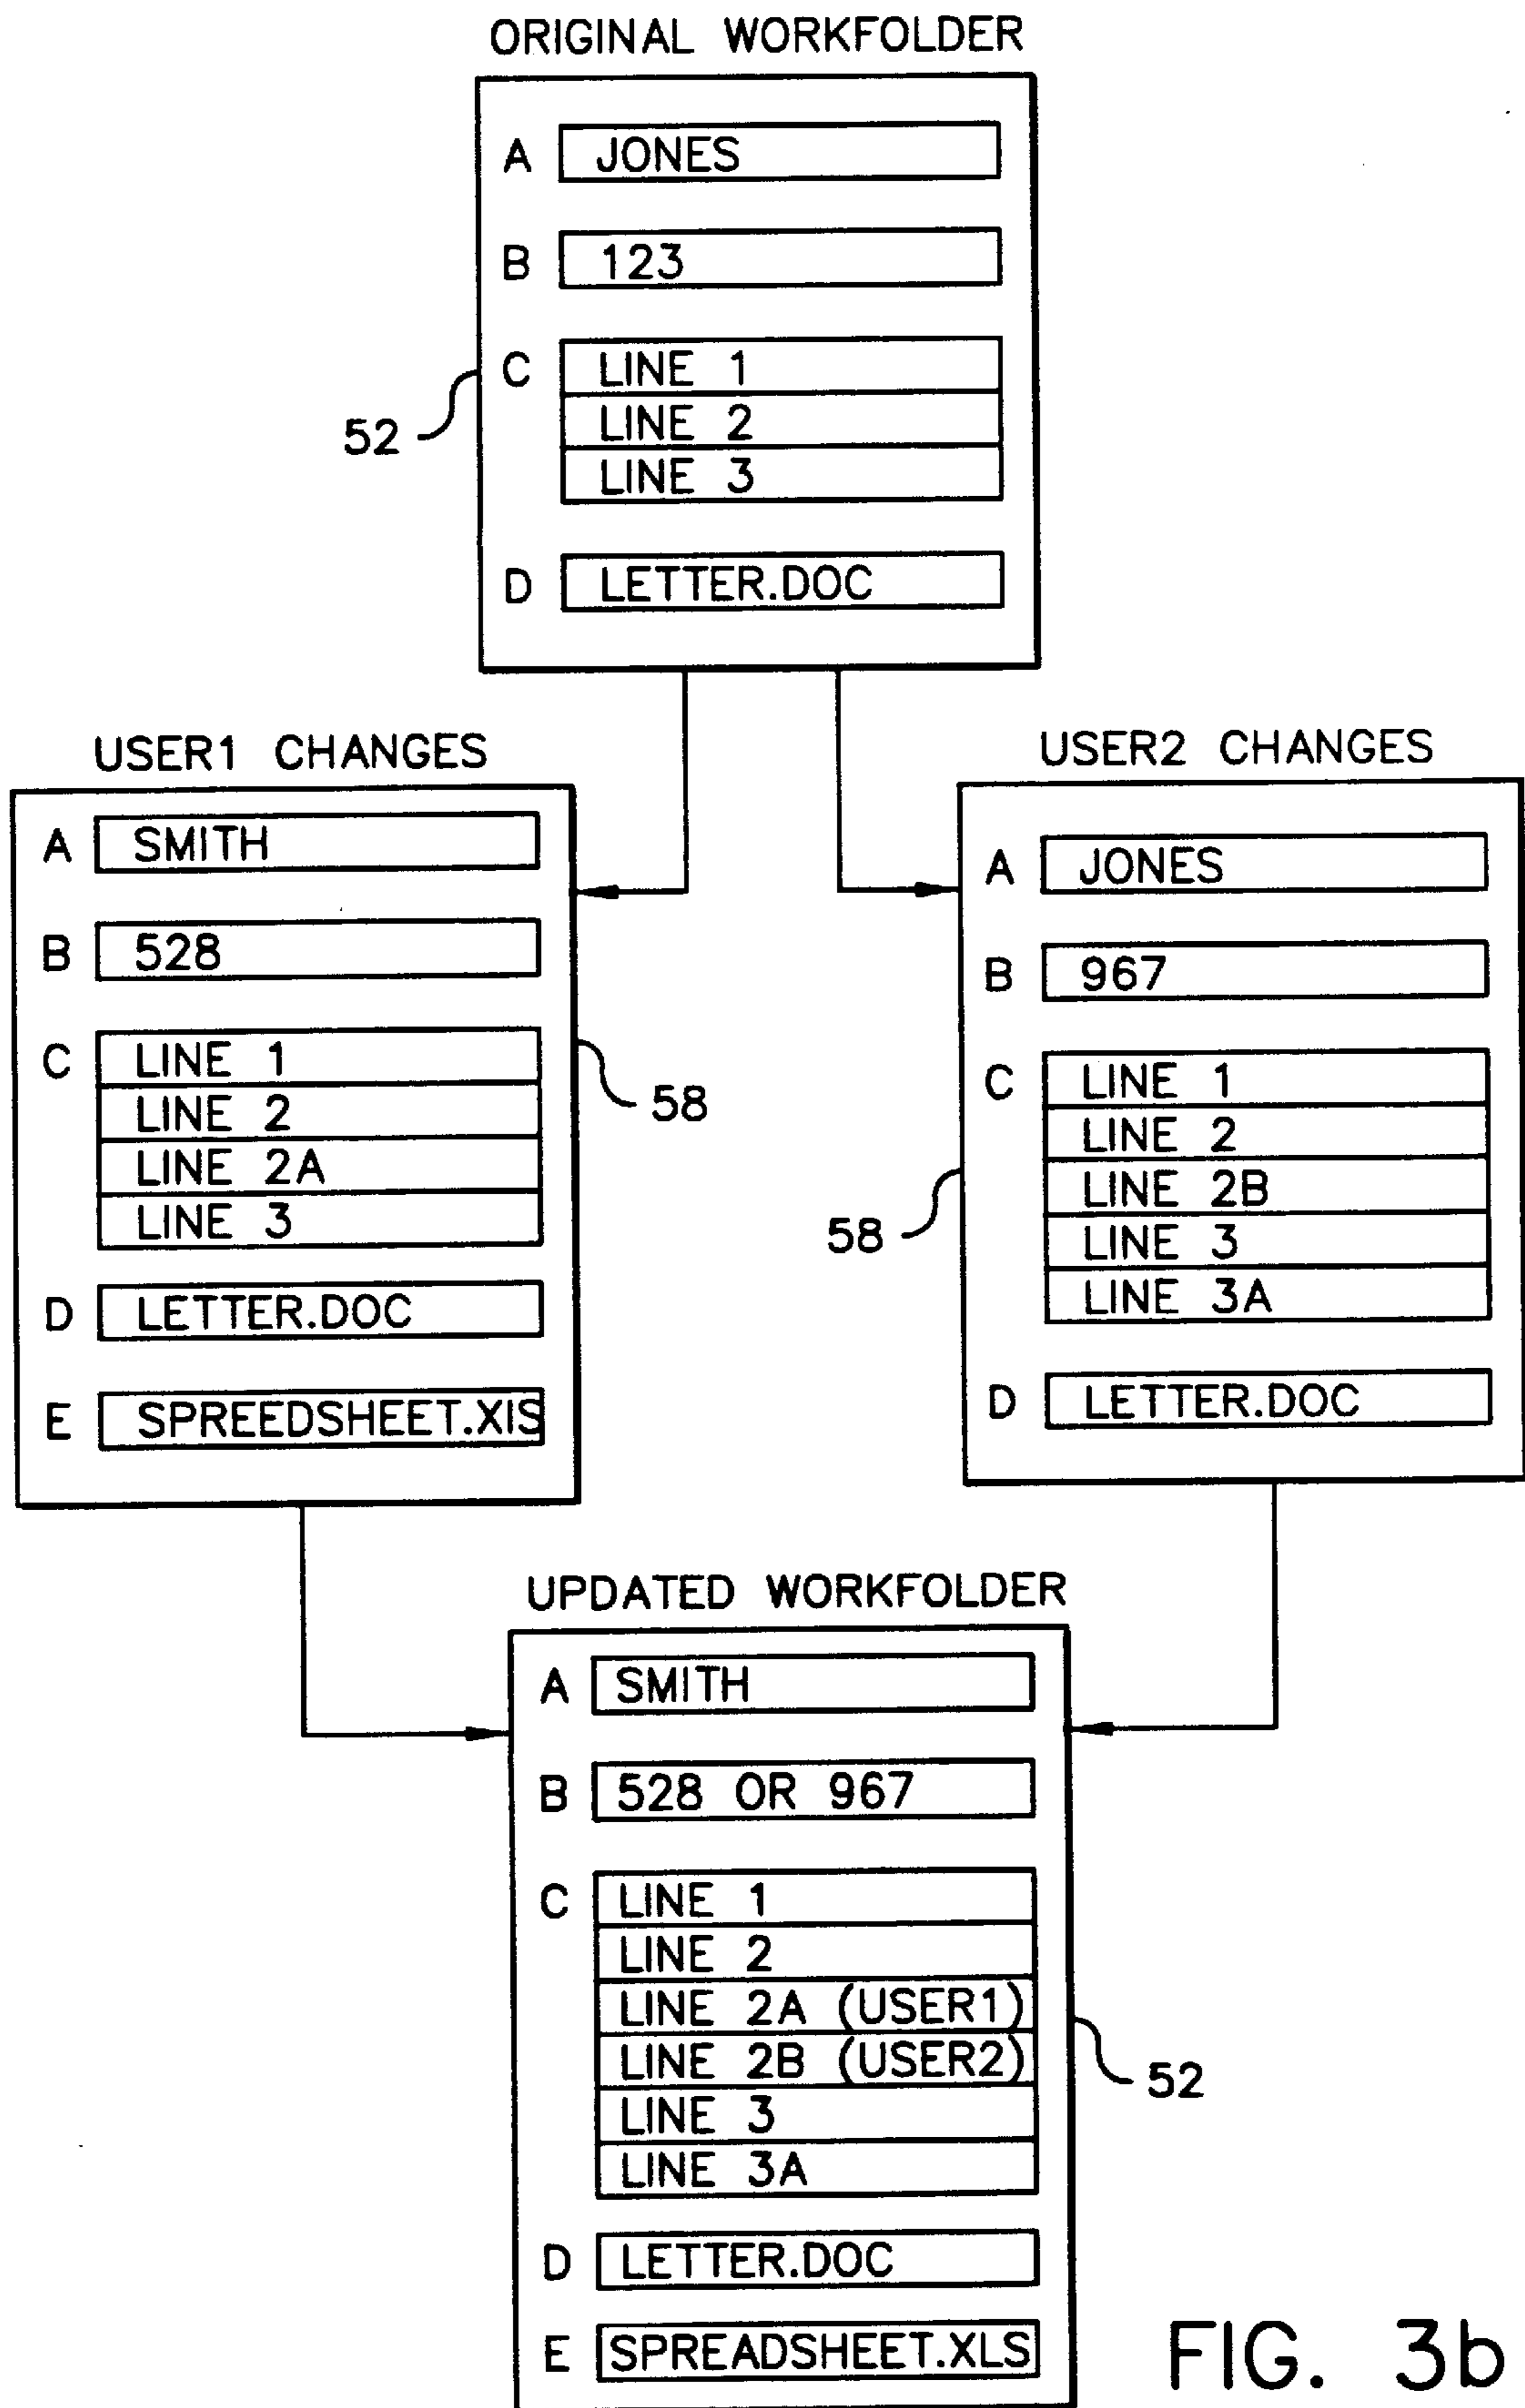 ORIGINAL WORKFOLDER
A JONES
B 123
C LINE 1
LINE 2
LINE 3
52
D LETTER.DOC
USER1 CHANGES
A SMITH
B 528
C LINE 1
LINE 2
LINE 2A
LINE 3
58
D LETTER.DOC
E SPREEDSHEET.XIS
USER2 CHANGES
A JONES
B 967
C LINE 1
LINE 2
LINE 2B
LINE 3
LINE 3A
58
D LETTER.DOC
UPDATED WORKFOLDER
A SMITH
B 528 OR 967
C LINE 1
LINE 2
LINE 2A (USER1)
LINE 2B (USER2)
LINE 3
LINE 3A
52
D LETTER.DOC
E SPREADSHEET.XLS
FIG. 3b